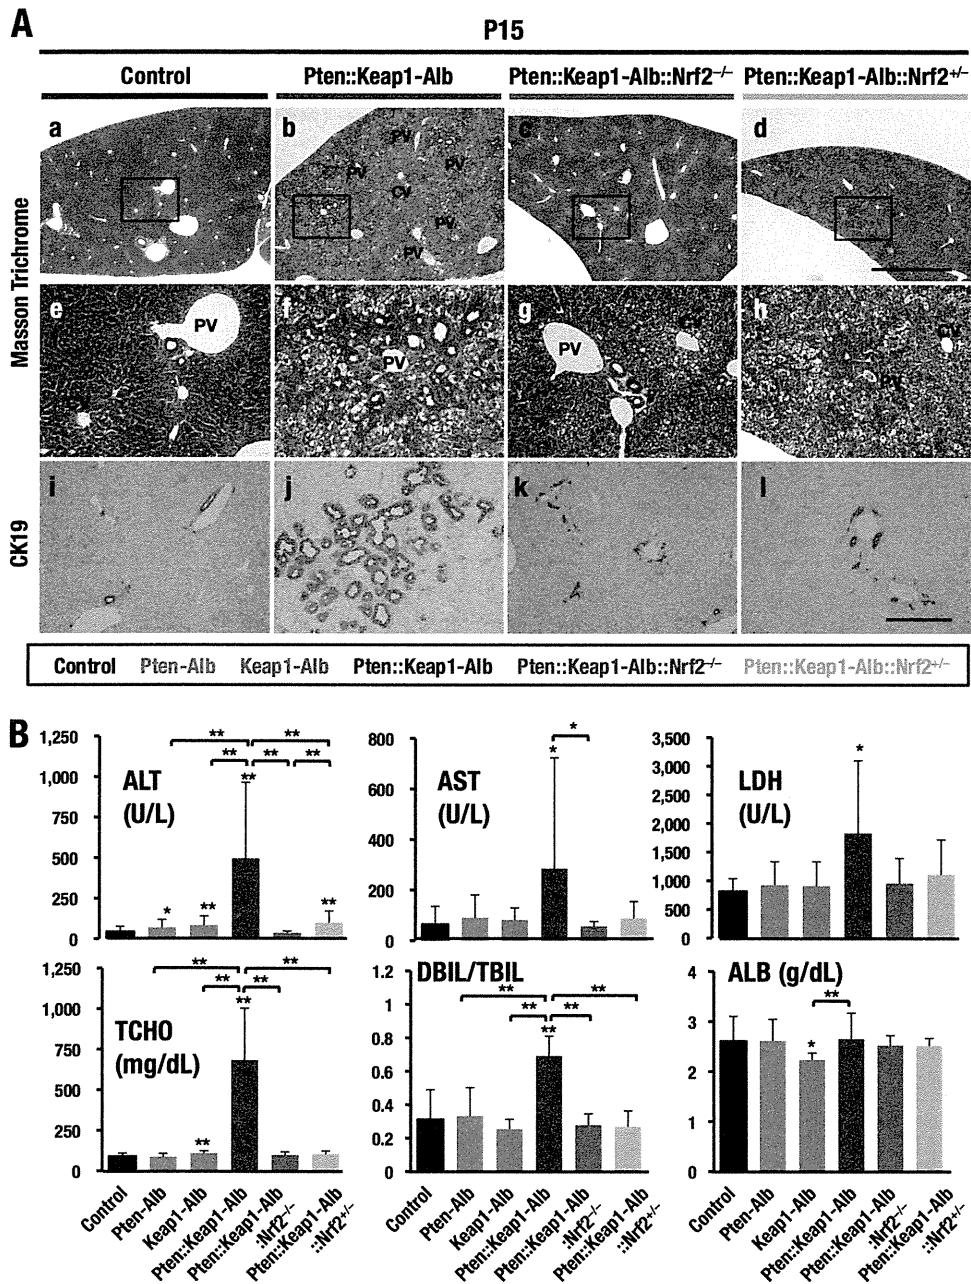 A
P15
Control Pten::Keap1-Alb Pten::Keap1-Alb::Nrf2–/– Pten::Keap1-Alb::Nrf2+/–
Masson Trichrome
a b c d
PV
PV
PV
CV
PV
PV
e f g h
PV PV PV CV CV
PV
CK19
i j k l
Control Pten-Alb Keap1-Alb Pten::Keap1-Alb Pten::Keap1-Alb::Nrf2–/– Pten::Keap1-Alb::Nrf2+/–
B
ALT
(U/L)
1,250
1,000
750
500
250
0
** **
** ** **
**
* ** **
AST
(U/L)
800
600
400
200
0
*
*
LDH
(U/L)
3,500
3,000
2,500
2,000
1,500
1,000
500
0
*
TCHO
(mg/dL)
1,250
1,000
750
500
250
0
** **
** **
**
**
DBIL/TBIL
1.2
1
0.8
0.6
0.4
0.2
0
** **
** **
**
ALB (g/dL)
4
3
2
1
0
**
*
Control
Pten-Alb
Keap1-Alb
Pten::Keap1-Alb
Pten::Keap1-Alb
::Nrf2–/–
Pten::Keap1-Alb
::Nrf2+/–
Control
Pten-Alb
Keap1-Alb
Pten::Keap1-Alb
Pten::Keap1-Alb
::Nrf2–/–
Pten::Keap1-Alb
::Nrf2+/–
Control
Pten-Alb
Keap1-Alb
Pten::Keap1-Alb
Pten::Keap1-Alb
::Nrf2–/–
Pten::Keap1-Alb
::Nrf2+/–